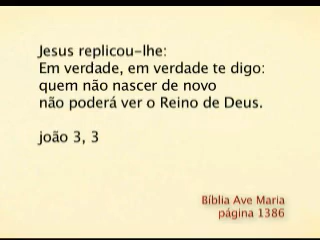 Jesus replicou-lhe:
Em verdade, em verdade te digo:
quem não nascer de novo
não poderá ver o Reino de Deus.
joão 3, 3
Bíblia Ave Maria
página 1386